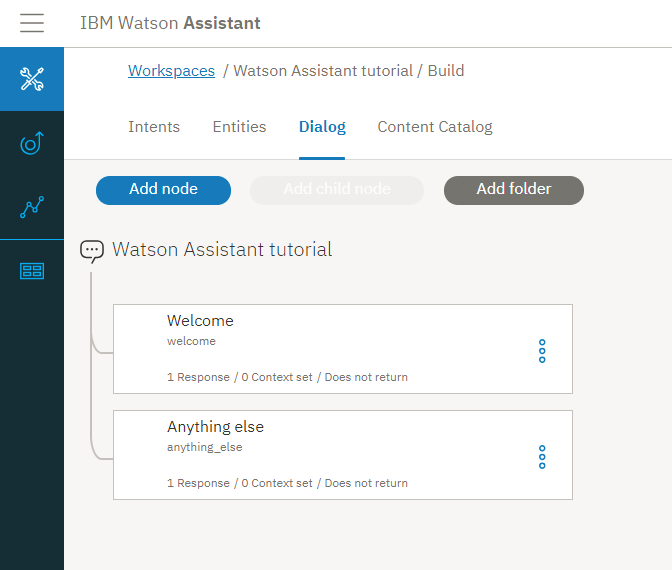 IBM Watson Assistant
Workspaces / Watson Assistant tutorial / Build
Intents Entities Dialog Content Catalog
Add node Add child node Add folder
Watson Assistant tutorial
Welcome
welcome
1 Response / 0 Context set / Does not return
Anything else
anything_else
1 Response / 0 Context set / Does not return